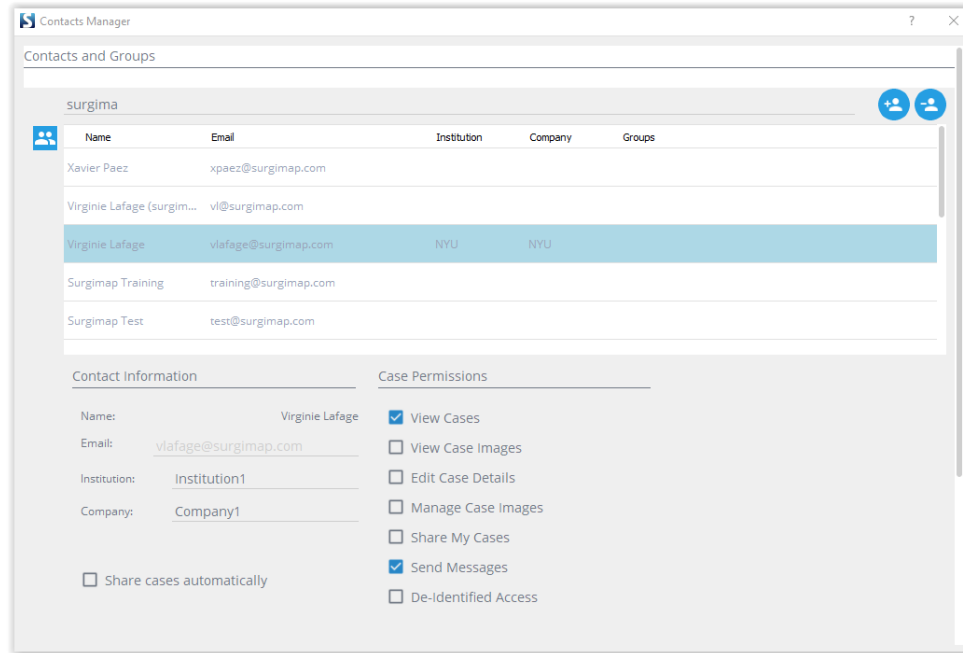 Contacts Manager ? ×
Contacts and Groups
surgima
Name Email Institution Company Groups
Xavier Paez xpaez@surgimap.com
Virginie Lafage (surgim... vl@surgimap.com
Virginie Lafage vlafage@surgimap.com NYU NYU
Surgimap Training training@surgimap.com
Surgimap Test test@surgimap.com
Contact Information Case Permissions
Name: Virginie Lafage
Email: vlafage@surgimap.com
Institution: Institution1
Company: Company1
Share cases automatically
View Cases
View Case Images
Edit Case Details
Manage Case Images
Share My Cases
Send Messages
De-Identified Access